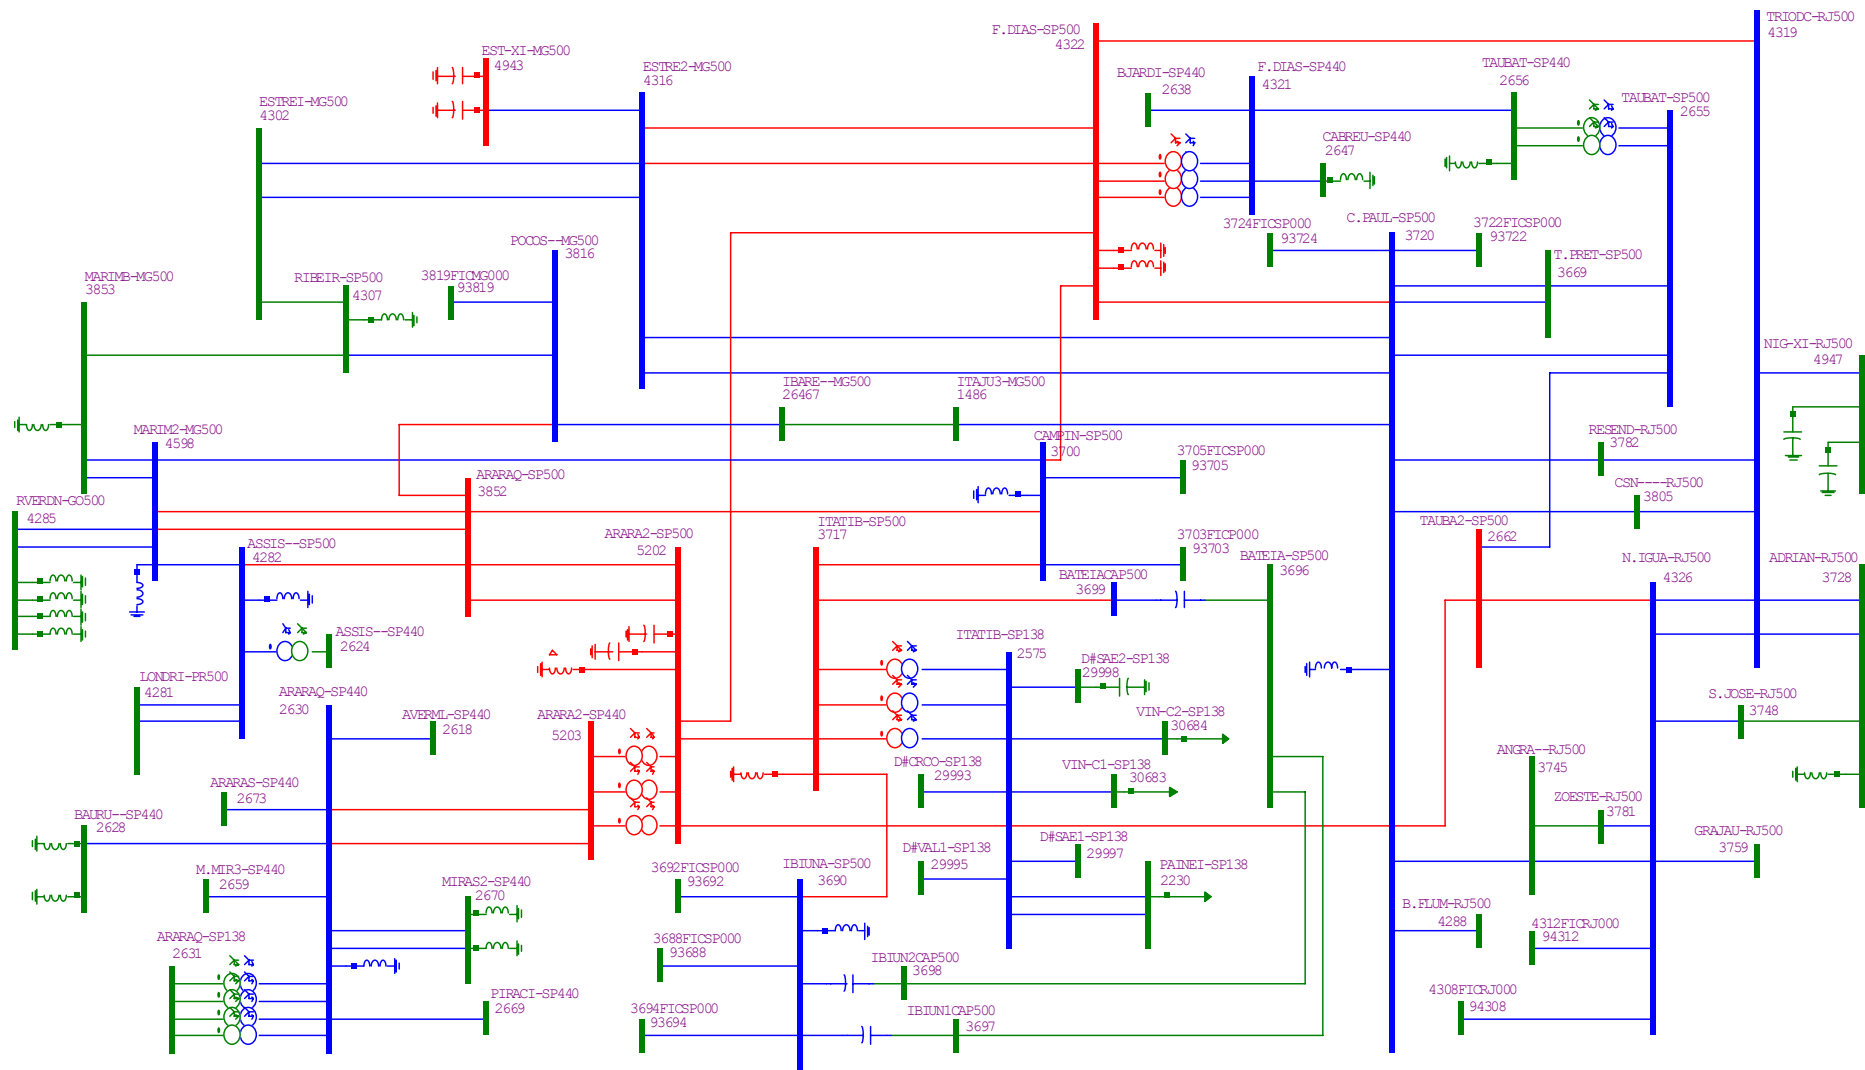 TRIODC-RJ500
4319
F.DIAS-SP500
4322
EST-XI-MG500
4943
ESTRE2-MG500
4316
BJARDI-SP440
2638
F.DIAS-SP440
4321
TAUBAT-SP440
2656
TAUBAT-SP500
2655
ESTREI-MG500
4302
CABREU-SP440
2647
3724FICSP000
93724
C.PAUL-SP500
3720
3722FICSP000
93722
T.PRET-SP500
3669
POCOS--MG500
3816
MARIMB-MG500
3853
RIBEIR-SP500
4307
3819FICMG000
93819
NIG-XI-RJ500
4947
IBARE--MG500
26467
ITAJU3-MG500
1486
MARIM2-MG500
4598
CAMPIN-SP500
3700
RESEND-RJ500
3782
3705FICSP000
93705
ARARAQ-SP500
3852
CSN----RJ500
3805
RVERDN-GO500
4285
ITATIB-SP500
3717
TAUBA2-SP500
2662
ARARA2-SP500
5202
3703FICP000
93703
ASSIS--SP500
4282
BATEIA-SP500
3696
N.IGUA-RJ500
4326
ADRIAN-RJ500
3728
BATEIACAP500
3699
ASSIS--SP440
2624
ITATIB-SP138
2575
D#SAE2-SP138
29998
LONDRI-PR500
4281
ARARAQ-SP440
2630
S.JOSE-RJ500
3748
AVERML-SP440
2618
ARARA2-SP440
5203
VIN-C2-SP138
30684
ANGRA--RJ500
3745
D#CRCO-SP138
29993
VIN-C1-SP138
30683
ARARAS-SP440
2673
ZOESTE-RJ500
3781
BAURU--SP440
2628
GRAJAU-RJ500
3759
D#SAE1-SP138
29997
D#VAL1-SP138
29995
M.MIR3-SP440
2659
3692FICSP000
93692
IBIUNA-SP500
3690
PAINEI-SP138
2230
MIRAS2-SP440
2670
B.FLUM-RJ500
4288
4312FICRJ000
94312
ARARAQ-SP138
2631
3688FICSP000
93688
IBIUN2CAP500
3698
PIRACI-SP440
2669
4308FICRJ000
94308
3694FICSP000
93694
IBIUN1CAP500
3697